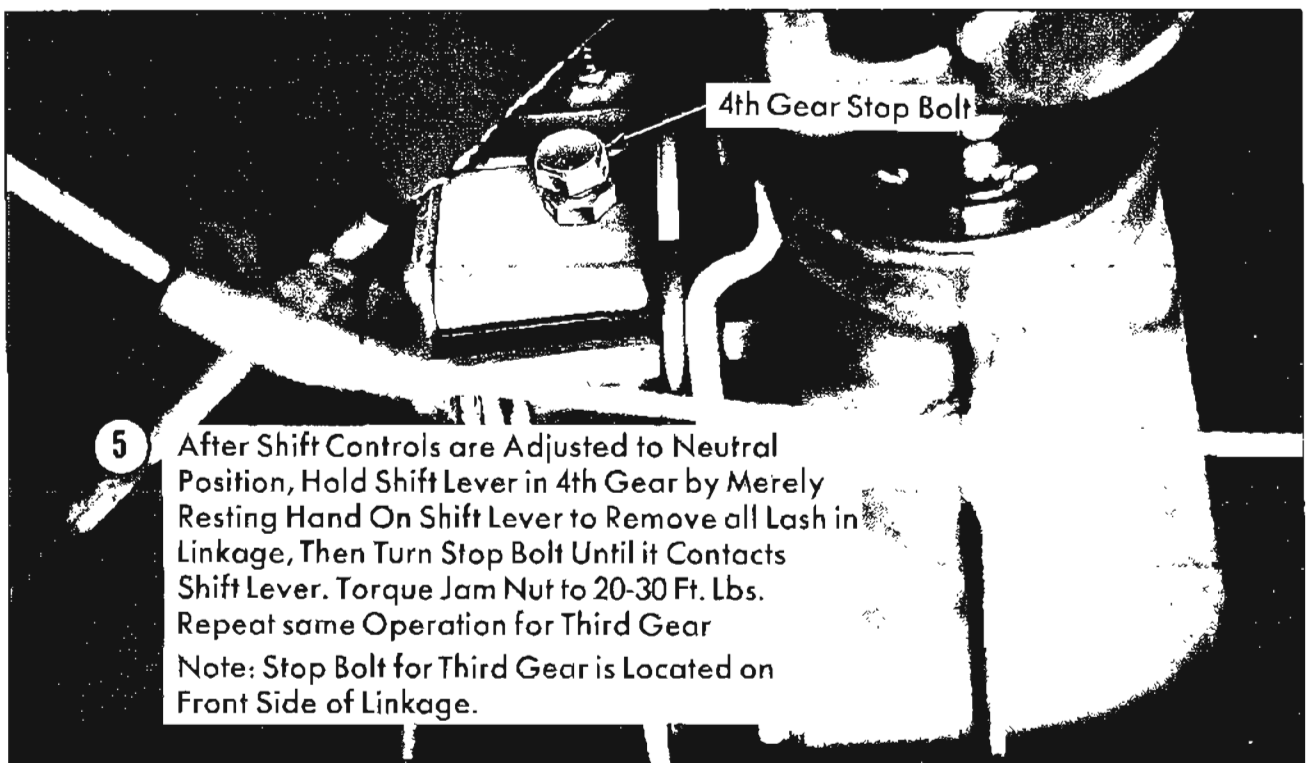 4th Gear Stop Bolt
5
After Shift Controls are Adjusted to Neutral
Position, Hold Shift Lever in 4th Gear by Merely
Resting Hand On Shift Lever to Remove all Lash in
Linkage, Then Turn Stop Bolt Until it Contacts
Shift Lever. Torque Jam Nut to 20-30 Ft. Lbs.
Repeat same Operation for Third Gear
Note: Stop Bolt for Third Gear is Located on
Front Side of Linkage.